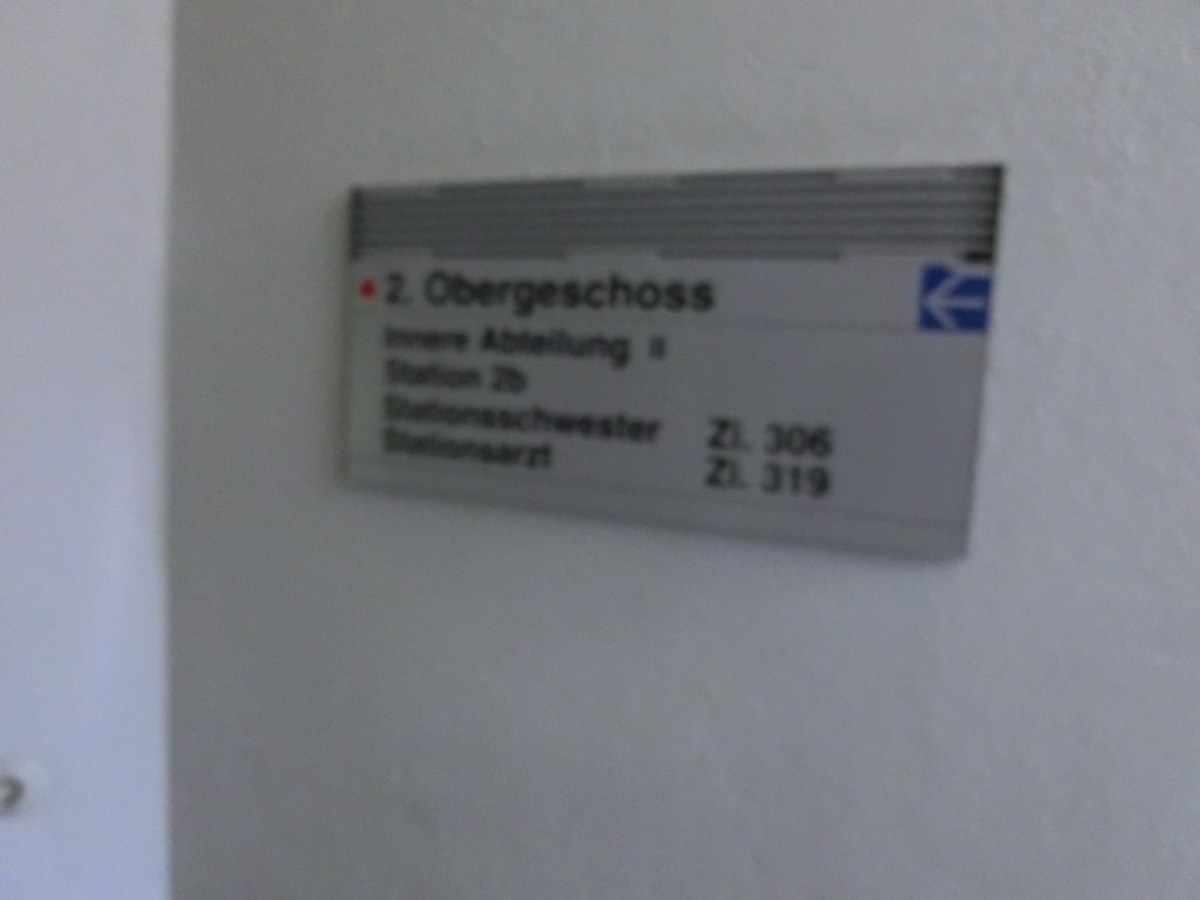 2. Obergeschoss
Innere Abteilung II
Station 2b
Stationsschwester Zi. 306
Stationsarzt Zi. 319